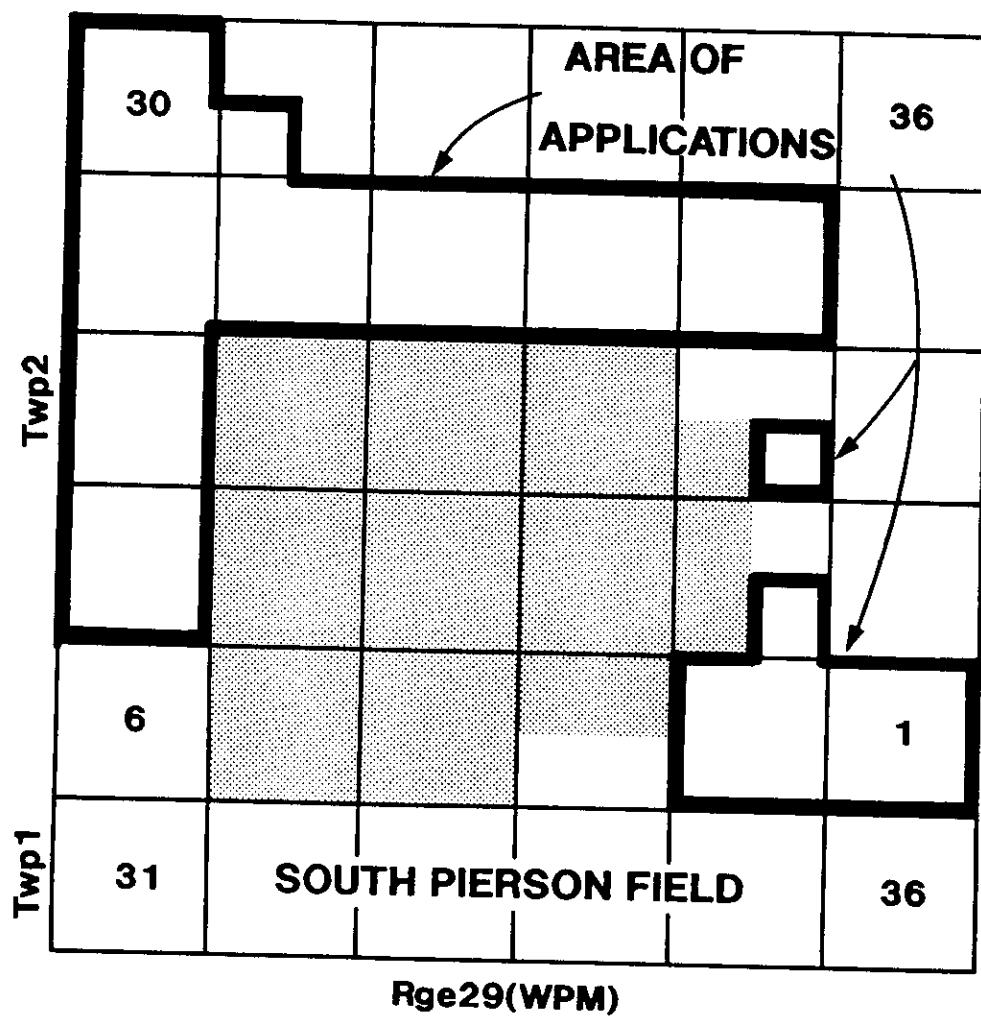 AREA OF
APPLICATIONS
30
36
Twp2
6
1
Twp1
31
SOUTH PIERSON FIELD
36
Rge29(WPM)